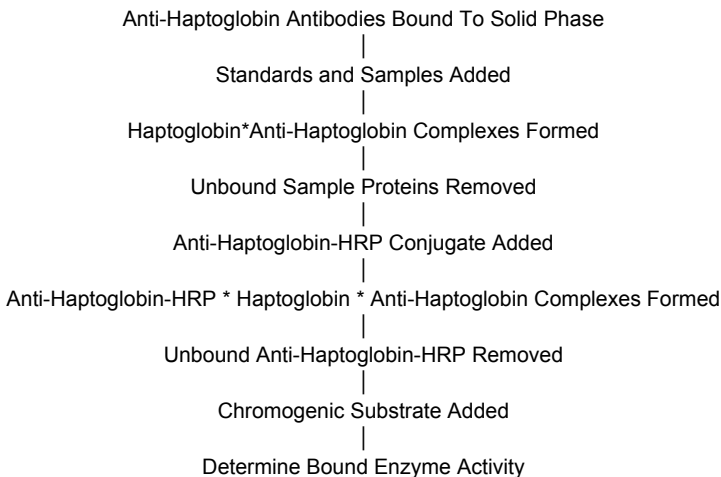 Anti-Haptoglobin Antibodies Bound To Solid Phase
Standards and Samples Added
Haptoglobin*Anti-Haptoglobin Complexes Formed
Unbound Sample Proteins Removed
Anti-Haptoglobin-HRP Conjugate Added
Anti-Haptoglobin-HRP * Haptoglobin * Anti-Haptoglobin Complexes Formed
Unbound Anti-Haptoglobin-HRP Removed
Chromogenic Substrate Added
Determine Bound Enzyme Activity